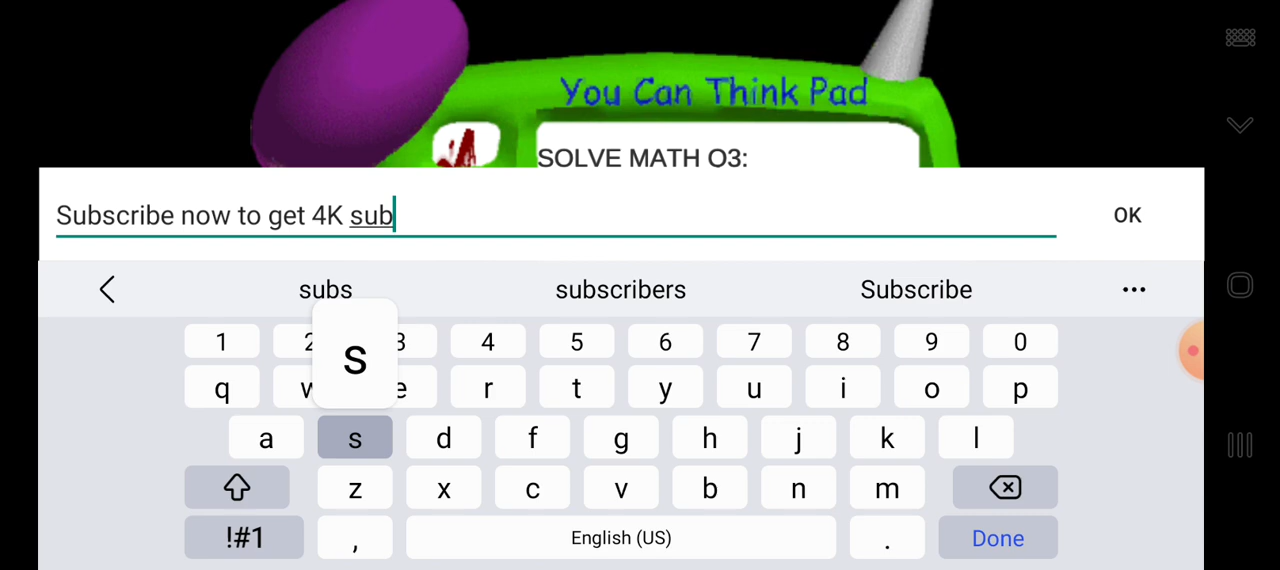 You Can Think Pad
SOLVE MATH O3:
Subscribe now to get 4K sub
OK
subs subscribers Subscribe ...
s
1 2 3 4 5 6 7 8 9 0
q w e r t y u i o p
a s d f g h j k l
z x c v b n m
!#1 , English (US) . Done